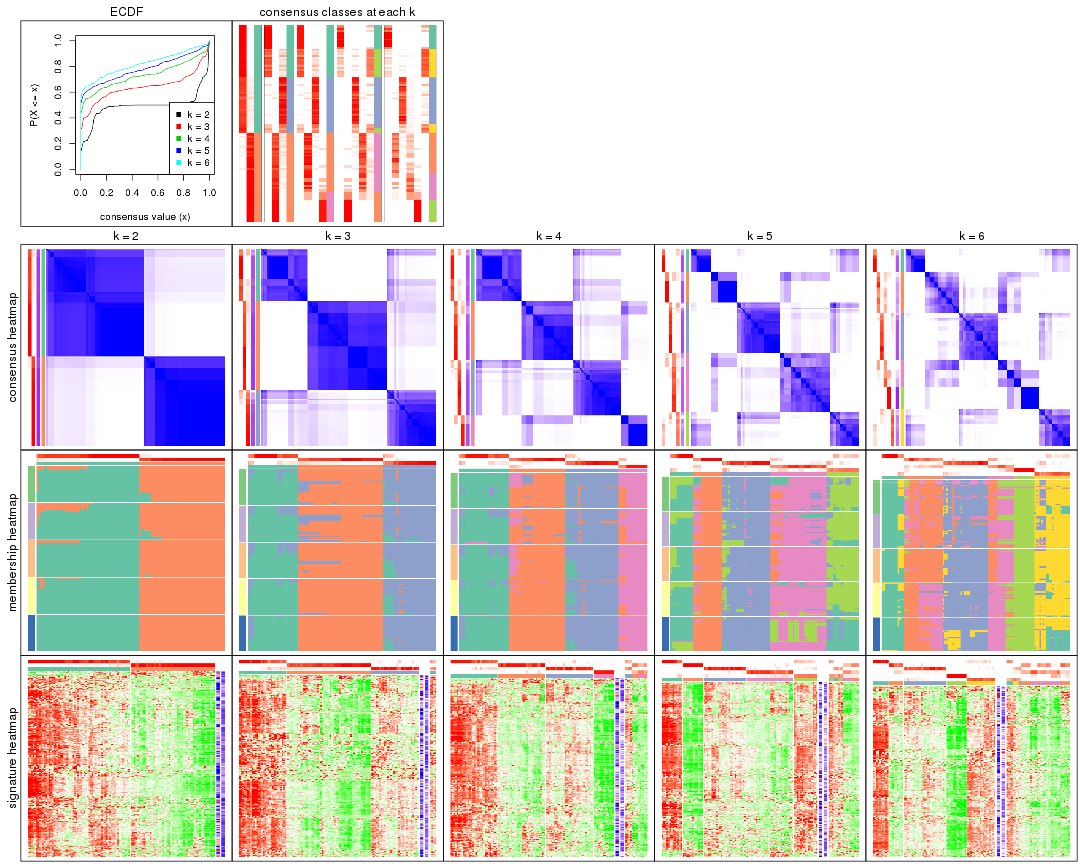 ECDF
consensus classes at each k
P(X <= x)
0.0 0.2 0.4 0.6 0.8 1.0
k = 2
k = 3
k = 4
k = 5
k = 6
0.0 0.2 0.4 0.6 0.8 1.0
consensus value (x)
k = 2
k = 3
k = 4
k = 5
k = 6
consensus heatmap
membership heatmap
signature heatmap